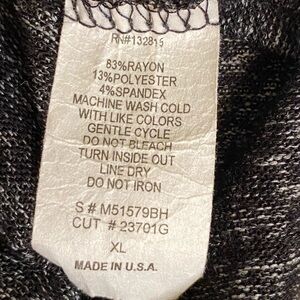 RN#132815
83%RAYON
13%POLYESTER
4%SPANDEX
MACHINE WASH COLD
WITH LIKE COLORS
GENTLE CYCLE
DO NOT BLEACH
TURN INSIDE OUT
LINE DRY
DO NOT IRON
S # M51579BH
CUT # 23701G
XL
MADE IN U.S.A.